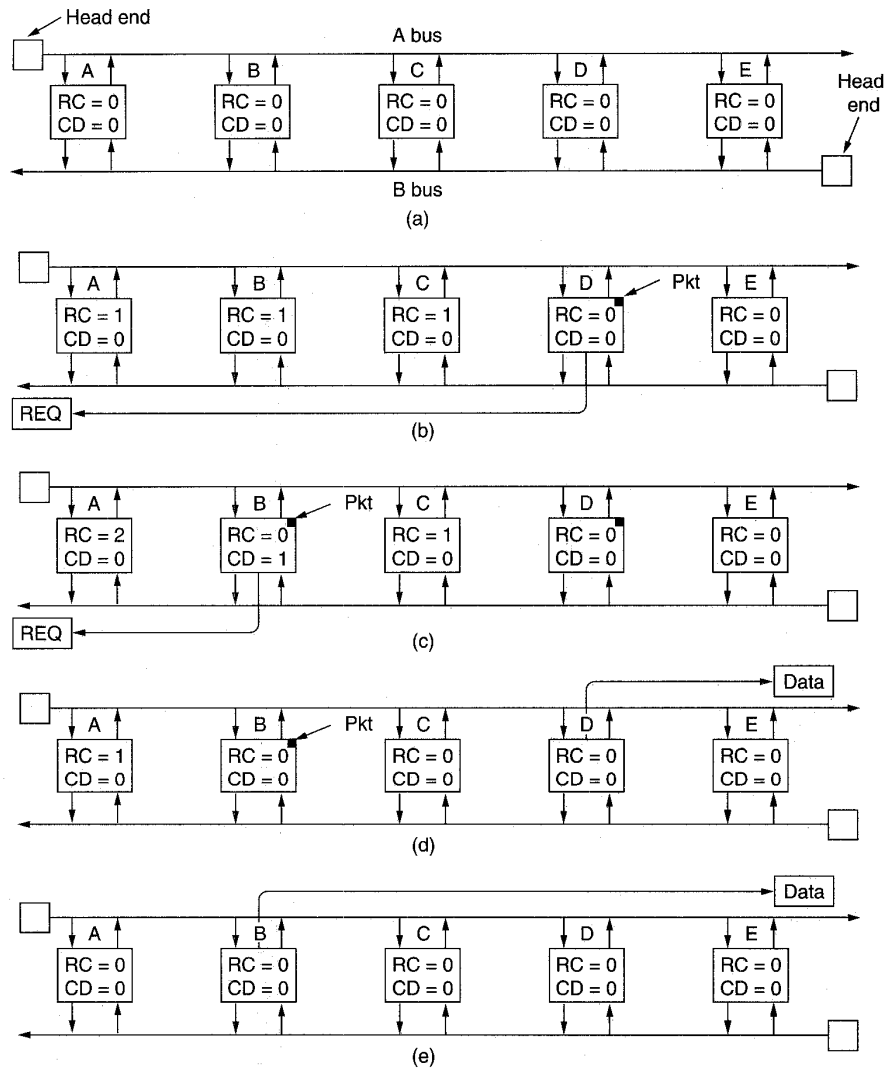 Head end
A bus
A B C D E
Head
end
RC = 0 RC = 0 RC = 0 RC = 0 RC = 0
CD = 0 CD = 0 CD = 0 CD = 0 CD = 0
B bus
(a)
A B C D Pkt E
RC = 1 RC = 1 RC = 1 RC = 0 RC = 0
CD = 0 CD = 0 CD = 0 CD = 0 CD = 0
REQ
(b)
A B Pkt C D E
RC = 2 RC = 0 RC = 1 RC = 0 RC = 0
CD = 0 CD = 1 CD = 0 CD = 0 CD = 0
REQ
(c)
Data
A B Pkt C D E
RC = 1 RC = 0 RC = 0 RC = 0 RC = 0
CD = 0 CD = 0 CD = 0 CD = 0 CD = 0
(d)
Data
A B C D E
RC = 0 RC = 0 RC = 0 RC = 0 RC = 0
CD = 0 CD = 0 CD = 0 CD = 0 CD = 0
(e)